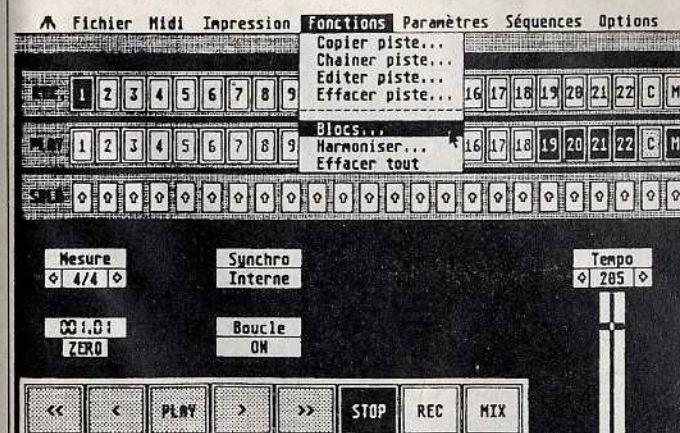 Fichier Midi Impression Fonctions Paramètres Séquences Options
Copier piste...
Chainer piste...
Editer piste...
Effacer piste...
Blocs...
Harmoniser...
Effacer tout
REC 1 2 3 4 5 6 7 8 9 16 17 18 19 20 21 22 C M
PLAY 1 2 3 4 5 6 7 8 9 16 17 18 19 20 21 22 C M
SOLO
Mesure
4/4
Synchro
Interne
Tempo
205
001.01
ZERO
Boucle
ON
<< < PLAY > >> STOP REC MIX